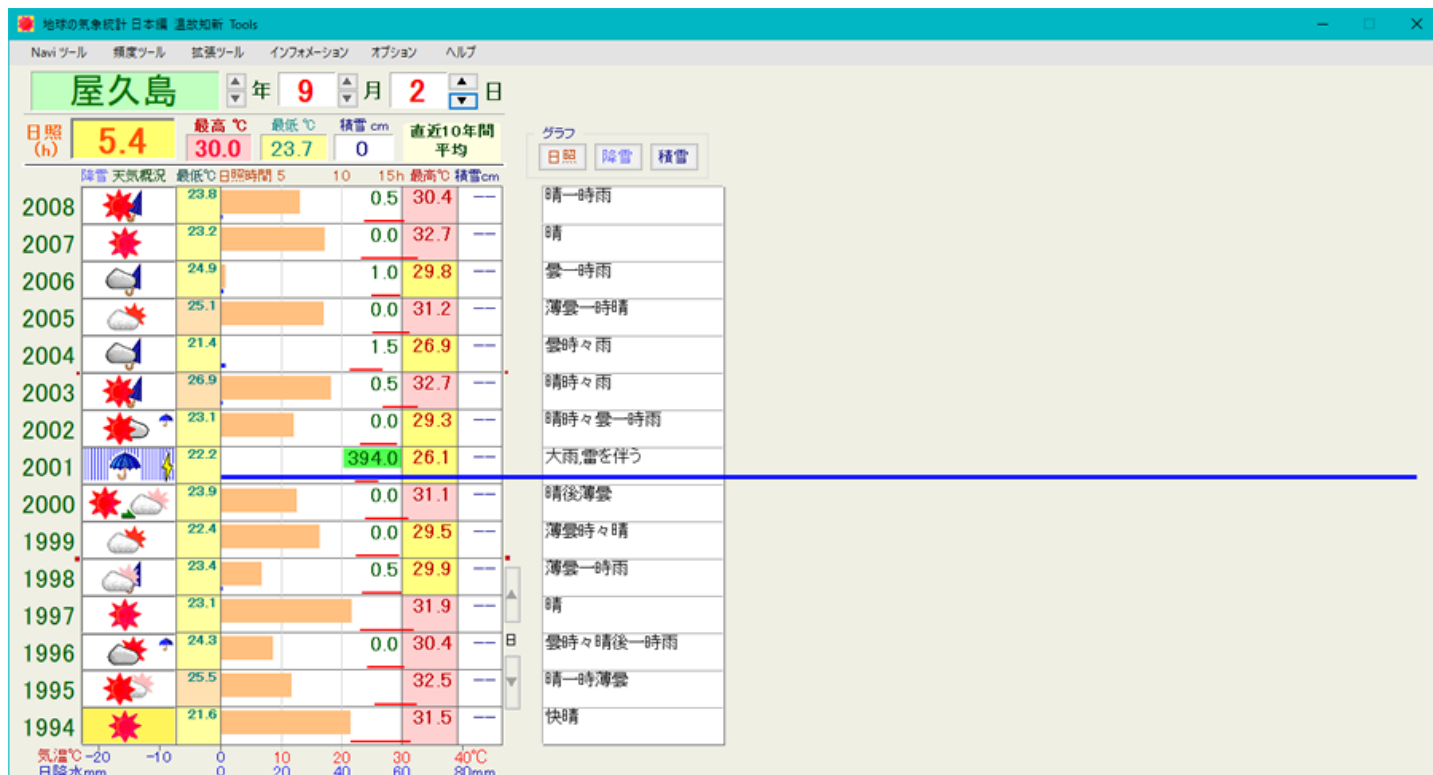 地球の気象統計 日本編 温故知新 Tools
Navi ツール 頻度ツール 拡張ツール インフォメーション オプション ヘルプ
屋久島 年 9 月 2 日
日照(h) 5.4 最高 ℃ 30.0 最低 ℃ 23.7 積雪 cm 0 直近10年間平均
グラフ
日照 降雪 積雪
降雪 天気概況 最低℃ 日照時間 5 10 15h 最高℃ 積雪cm
2008 23.8 0.5 30.4 -- 晴一時雨
2007 23.2 0.0 32.7 -- 晴
2006 24.9 1.0 29.8 -- 曇一時雨
2005 25.1 0.0 31.2 -- 薄曇一時晴
2004 21.4 1.5 26.9 -- 曇時々雨
2003 26.9 0.5 32.7 -- 晴時々雨
2002 23.1 0.0 29.3 -- 晴時々曇一時雨
2001 22.2 394.0 26.1 -- 大雨,雷を伴う
2000 23.9 0.0 31.1 -- 晴後薄曇
1999 22.4 0.0 29.5 -- 薄曇時々晴
1998 23.4 0.5 29.9 -- 薄曇一時雨
1997 23.1 31.9 -- 晴
1996 24.3 0.0 30.4 -- 日 曇時々晴後一時雨
1995 25.5 32.5 -- 晴一時薄曇
1994 21.6 31.5 -- 快晴
気温℃ -20 -10 0 10 20 30 40℃
日降水mm 0 20 40 60 80mm